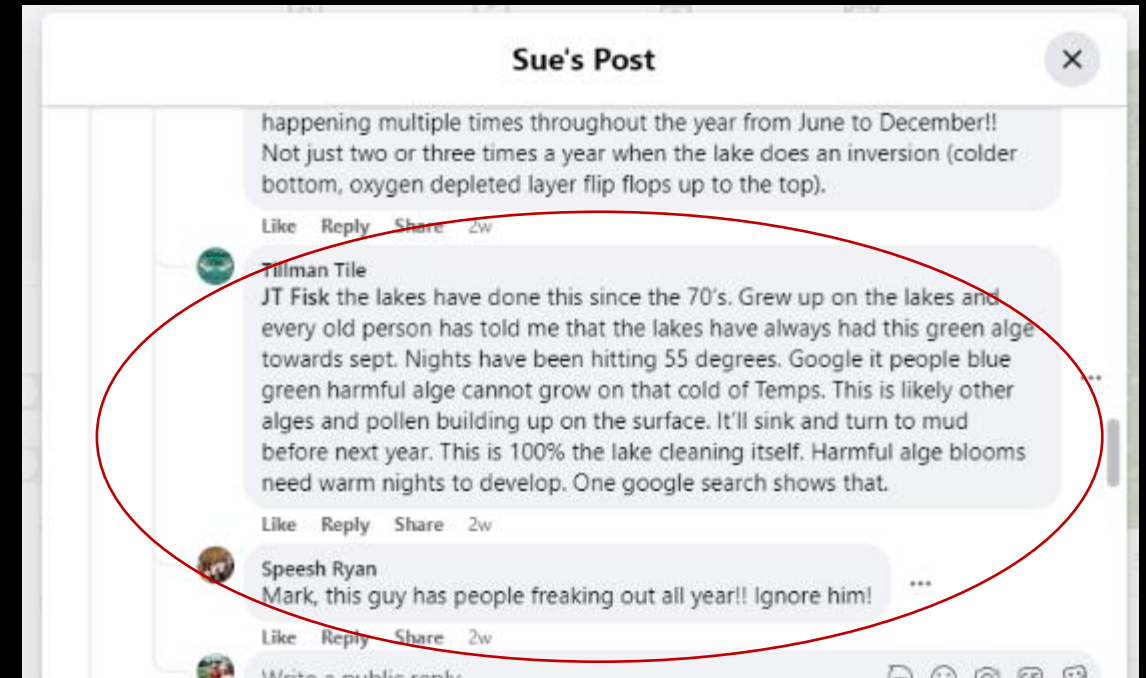 Sue's Post
happening multiple times throughout the year from June to December!!
Not just two or three times a year when the lake does an inversion (colder
bottom, oxygen depleted layer flip flops up to the top).
Like Reply Share 2w
Tillman Tile
JT Fisk the lakes have done this since the 70's. Grew up on the lakes and
every old person has told me that the lakes have always had this green alge
towards sept. Nights have been hitting 55 degrees. Google it people blue
green harmful alge cannot grow on that cold of Temps. This is likely other
alges and pollen building up on the surface. It'll sink and turn to mud
before next year. This is 100% the lake cleaning itself. Harmful alge blooms
need warm nights to develop. One google search shows that.
Like Reply Share 2w
Speesh Ryan
Mark, this guy has people freaking out all year!! Ignore him!
Like Reply Share 2w
Write a public reply